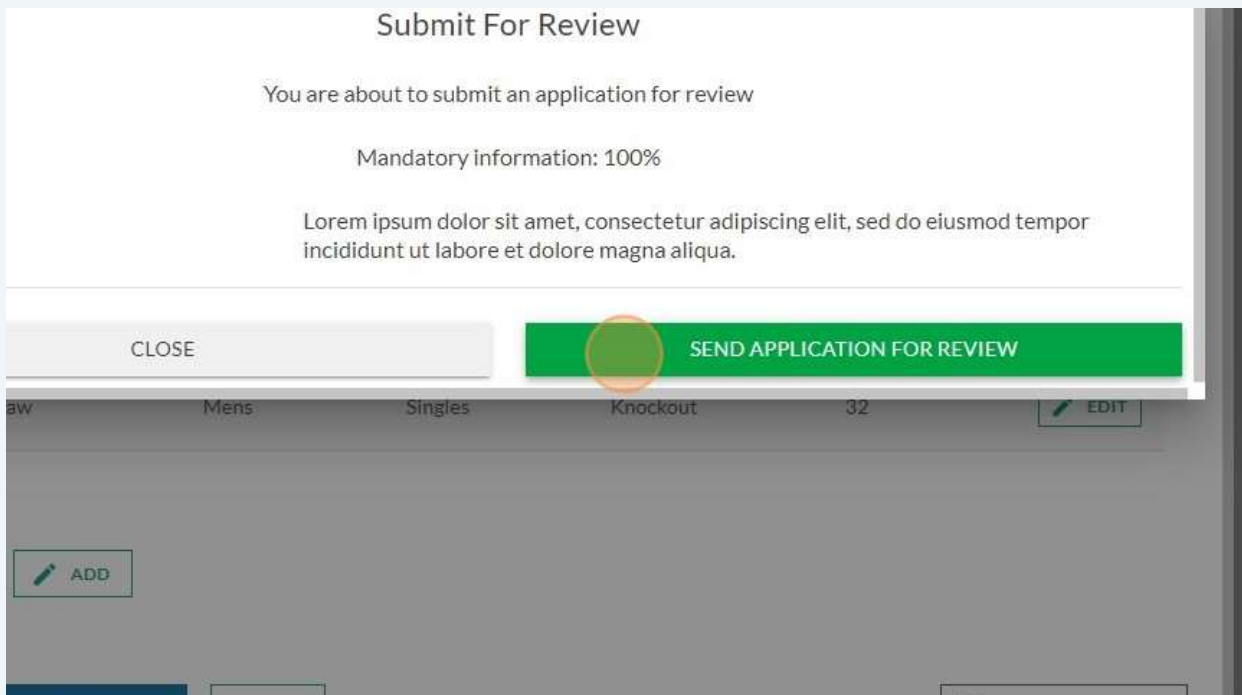 Submit For Review
You are about to submit an application for review
Mandatory information: 100%
Lorem ipsum dolor sit amet, consectetur adipiscing elit, sed do eiusmod tempor
incididunt ut labore et dolore magna aliqua.
CLOSE SEND APPLICATION FOR REVIEW
aw Mens Singles Knockout 32 EDIT
ADD